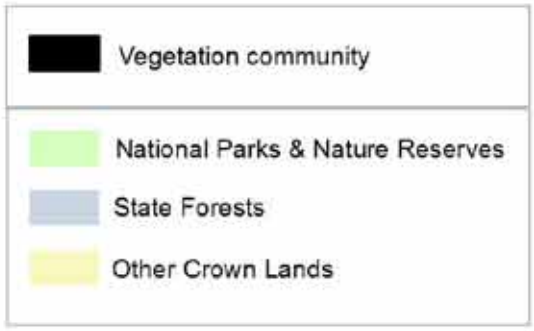 Vegetation community
National Parks & Nature Reserves
State Forests
Other Crown Lands